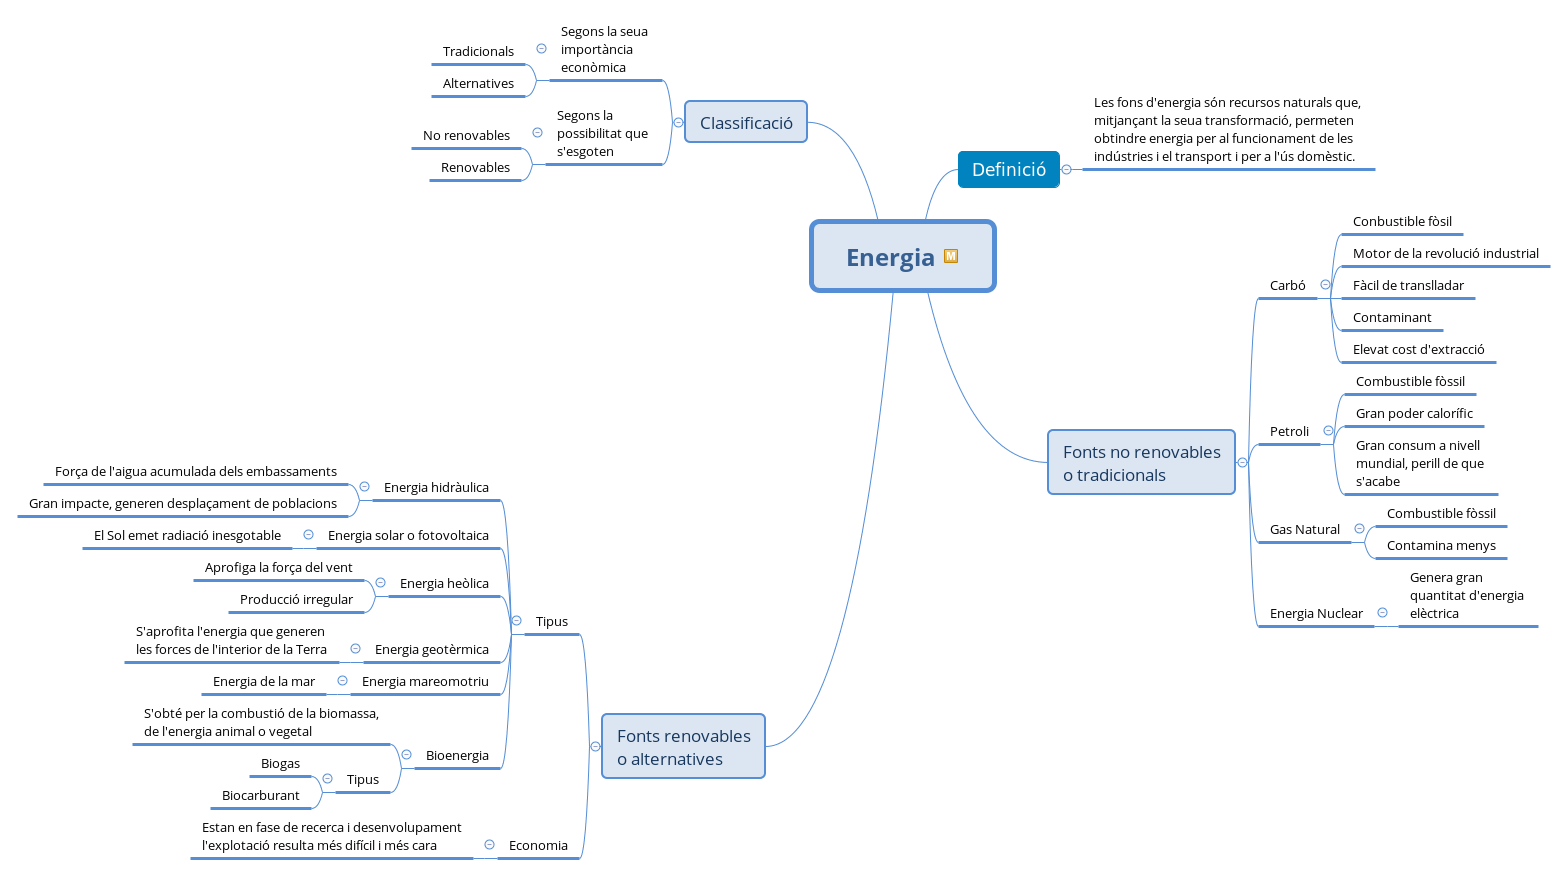 Energia
M
Definició
Les fons d'energia són recursos naturals que,
mitjançant la seua transformació, permeten
obtindre energia per al funcionament de les
indústries i el transport i per a l'ús domèstic.
Fonts no renovables
o tradicionals
Carbó
Conbustible fòsil
Motor de la revolució industrial
Fàcil de translladar
Contaminant
Elevat cost d'extracció
Petroli
Combustible fòssil
Gran poder calorífic
Gran consum a nivell
mundial, perill de que
s'acabe
Gas Natural
Combustible fòssil
Contamina menys
Energia Nuclear
Genera gran
quantitat d'energia
elèctrica
Fonts renovables
o alternatives
Tipus
Energia hidràulica
Força de l'aigua acumulada dels embassaments
Gran impacte, generen desplaçament de poblacions
Energia solar o fotovoltaica
El Sol emet radiació inesgotable
Energia heòlica
Aprofiga la força del vent
Producció irregular
Energia geotèrmica
S'aprofita l'energia que generen
les forces de l'interior de la Terra
Energia mareomotriu
Energia de la mar
Bioenergia
S'obté per la combustió de la biomassa,
de l'energia animal o vegetal
Tipus
Biogas
Biocarburant
Economia
Estan en fase de recerca i desenvolupament
l'explotació resulta més difícil i més cara
Classificació
Segons la seua
importància
econòmica
Tradicionals
Alternatives
Segons la
possibilitat que
s'esgoten
No renovables
Renovables